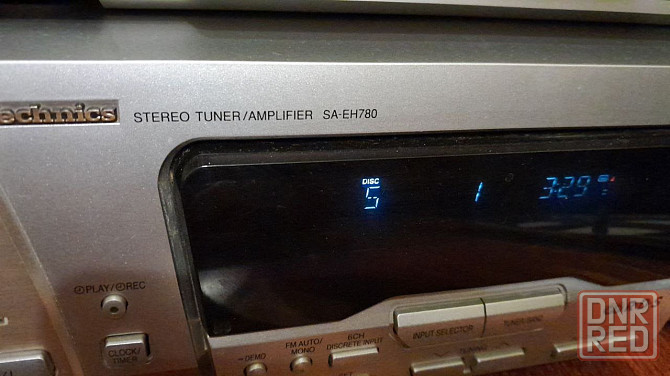 echnics STEREO TUNER/AMPLIFIER SA-EH780
DISC
5 1 3:29
PLAY/REC
CLOCK/
TIMER
-DEMO
FM AUTO/
MONO
6CH
DISCRETE INPUT
INPUT SELECTOR
TUNER/BAND
DNR
RED